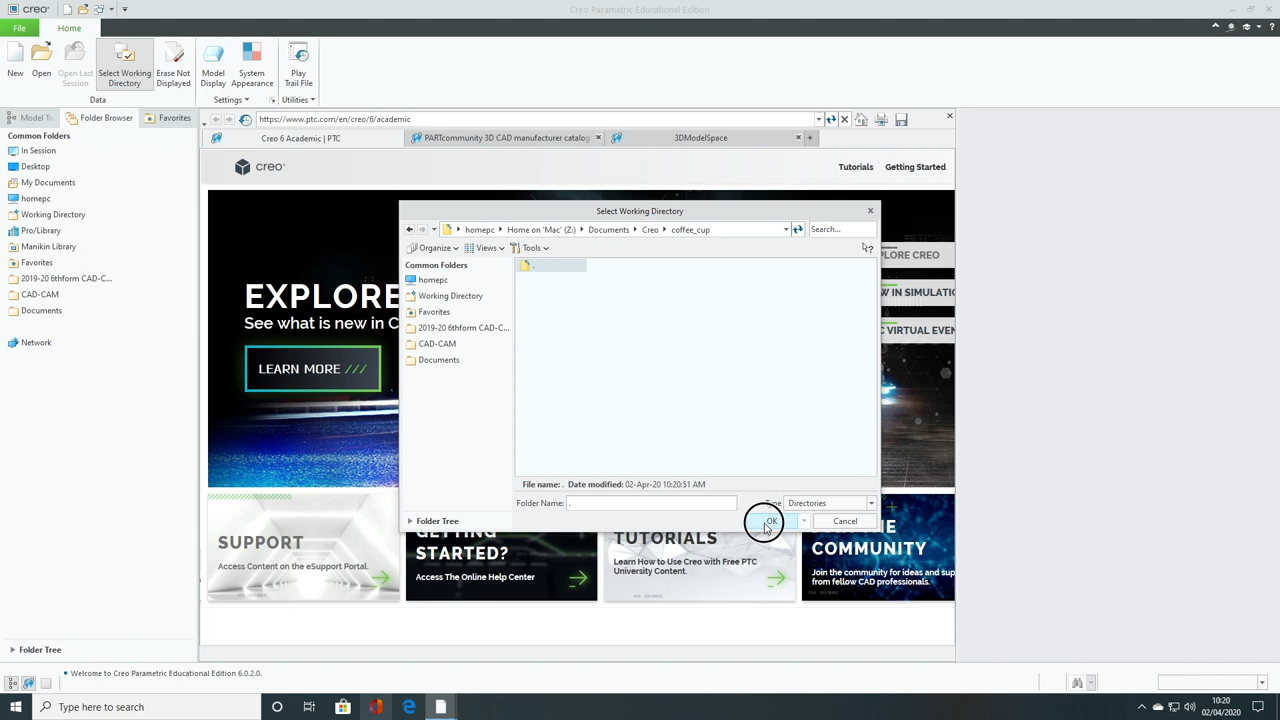 creo°
Creo Parametric Educational Edition
File
Home
New
Open
Open Last Session
Select Working Directory
Erase Not Displayed
Model Display
System Appearance
Play Trail File
Data
Settings
Utilities
Model Tr
Folder Browser
Favorites
https://www.ptc.com/en/creo/6/academic
Creo 6 Academic | PTC
PARTcommunity 3D CAD manufacturer catalog
3DModelSpace
Common Folders
In Session
Desktop
My Documents
homepc
Working Directory
Pro/Library
Manikin Library
Favorites
2019-20 6thform CAD-C...
CAD-CAM
Documents
Network
Folder Tree
creo°
Tutorials
Getting Started
EXPLORE
See what is new in C
LEARN MORE ///
PLORE CREO
W IN SIMULATIO
C VIRTUAL EVEN
Select Working Directory
homepc
Home on 'Mac' (Z:)
Documents
Creo
coffee_cup
Search...
Organize
Views
Tools
Common Folders
homepc
Working Directory
Favorites
2019-20 6thform CAD-C...
CAD-CAM
Documents
.
File name: . Date modified: 02-Apr-20 10:20:51 AM
Folder Name: .
Directories
Folder Tree
OK
Cancel
SUPPORT
Access Content on the eSupport Portal.
GETTING
STARTED?
Access The Online Help Center
TUTORIALS
Learn How to Use Creo with Free PTC
University Content.
THE
COMMUNITY
Join the community for ideas and sup
from fellow CAD professionals.
Welcome to Creo Parametric Educational Edition 6.0.2.0.
Type here to search
10:20
02/04/2020